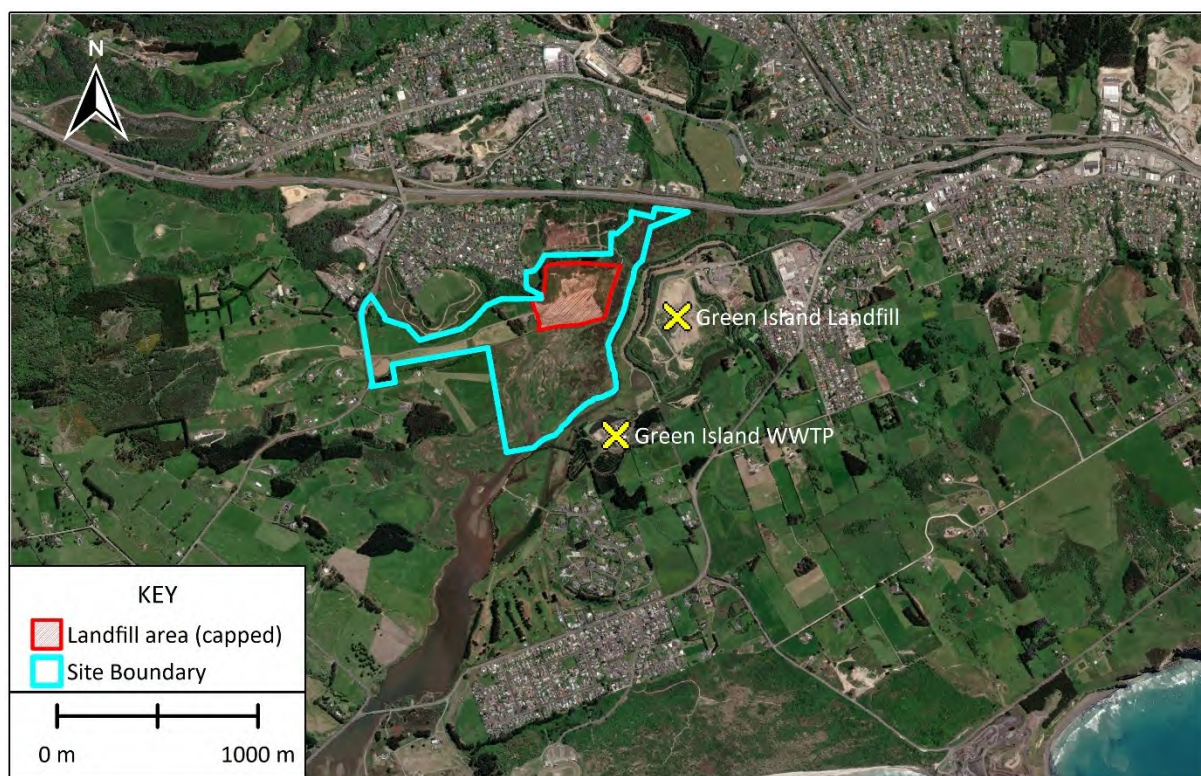 N
Green Island Landfill
Green Island WWTP
KEY
Landfill area (capped)
Site Boundary
0 m 1000 m